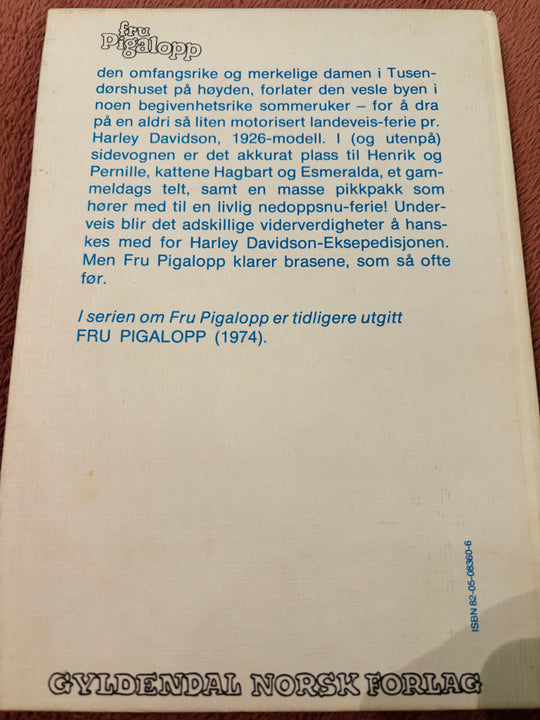 fru
Pigalopp
den omfangsrike og merkelige damen i Tusen-
dørshuset på høyden, forlater den vesle byen i
noen begivenhetsrike sommeruker – for å dra
på en aldri så liten motorisert landeveis-ferie pr.
Harley Davidson, 1926-modell. I (og utenpå)
sidevognen er det akkurat plass til Henrik og
Pernille, kattene Hagbart og Esmeralda, et gam-
meldags telt, samt en masse pikkpakk som
hører med til en livlig nedoppsnu-ferie! Under-
veis blir det adskillige viderverdigheter å hans-
kes med for Harley Davidson-Eksepedisjonen.
Men Fru Pigalopp klarer brasene, som så ofte
før.
I serien om Fru Pigalopp er tidligere utgitt
FRU PIGALOPP (1974).
ISBN 82-05-08360-6
GYLDENDAL NORSK FORLAG